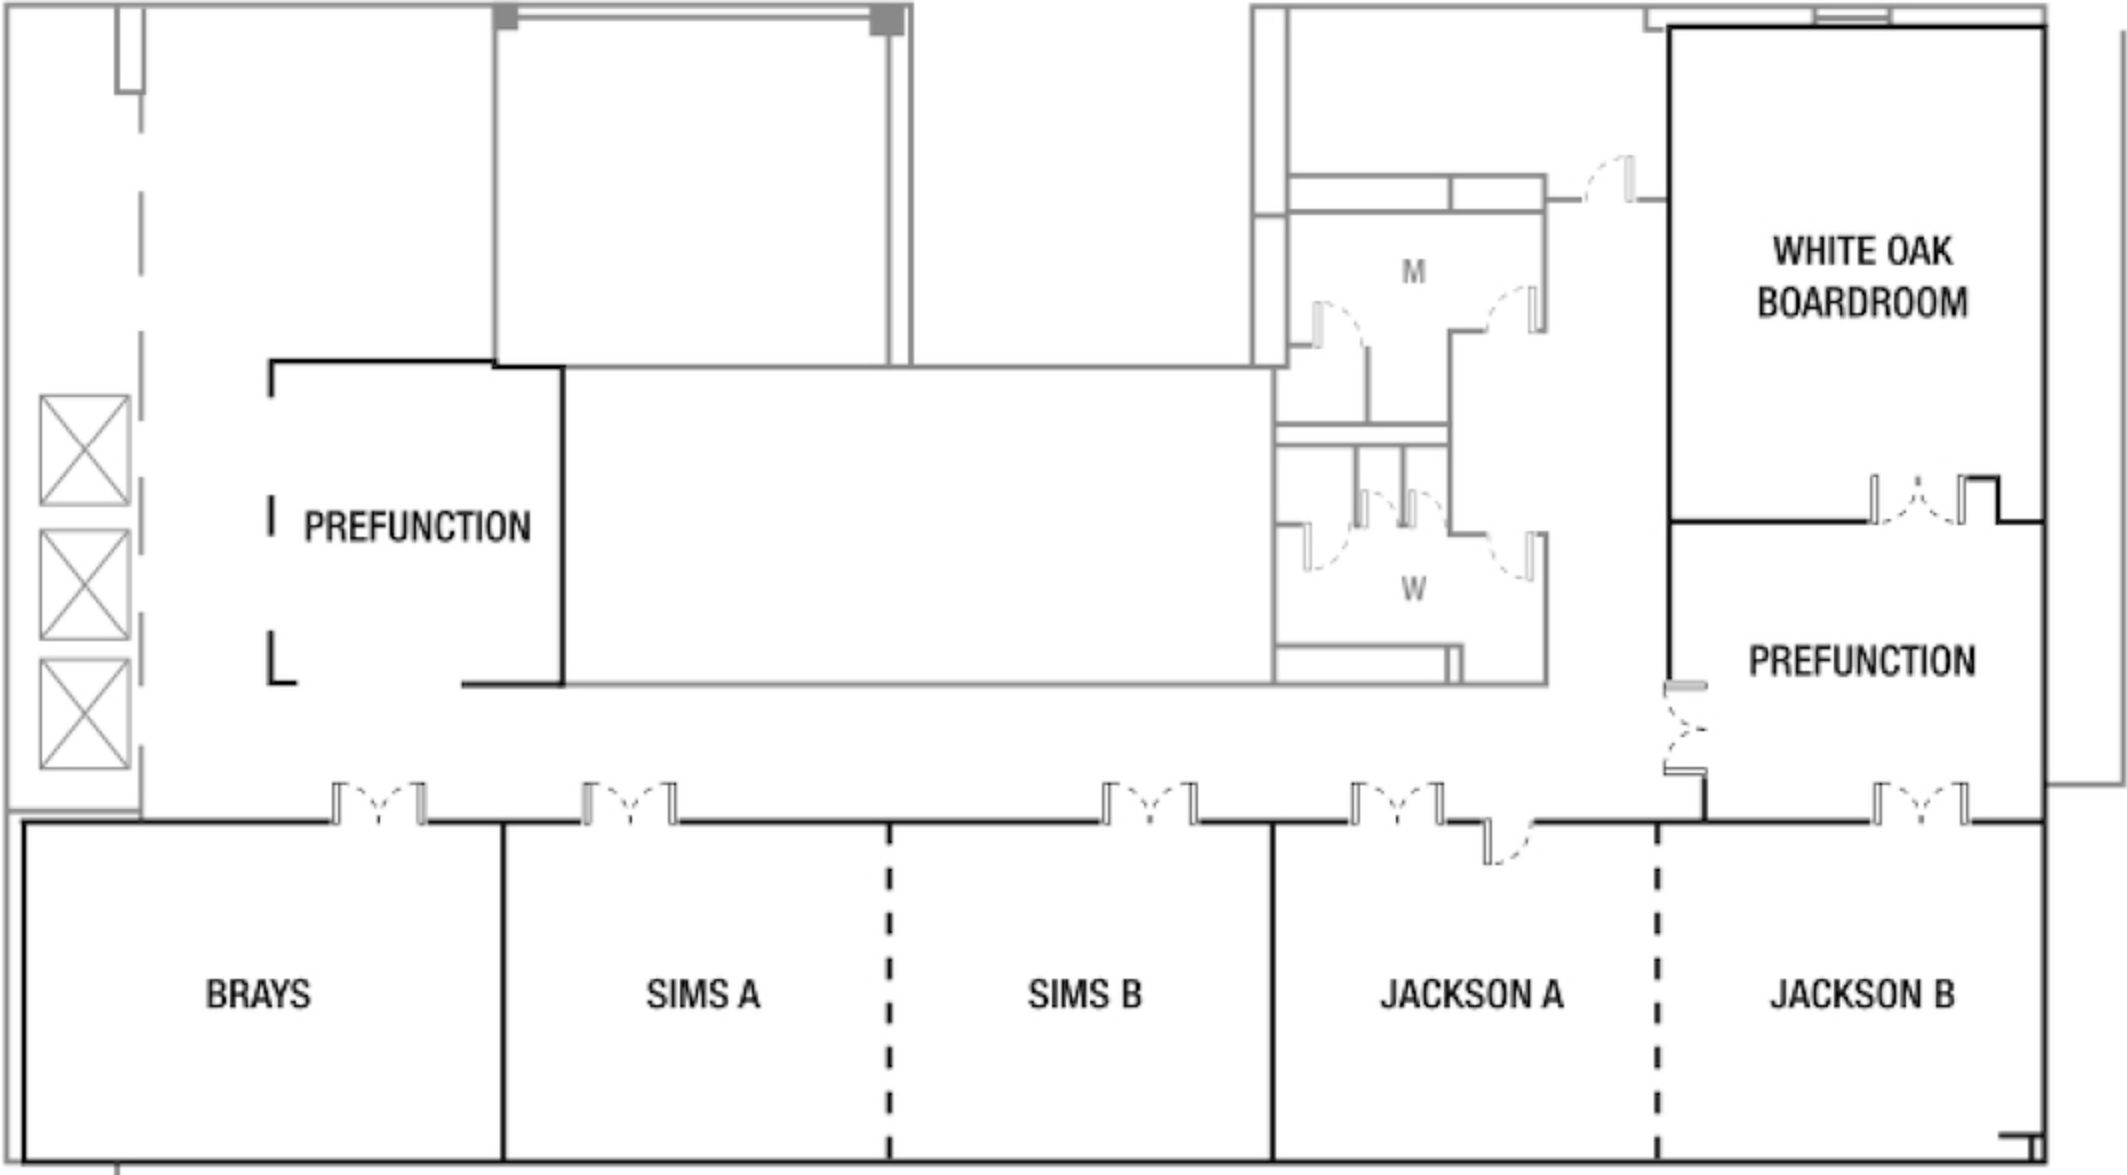 WHITE OAK
BOARDROOM
M
PREFUNCTION
W
PREFUNCTION
BRAYS
SIMS A
SIMS B
JACKSON A
JACKSON B